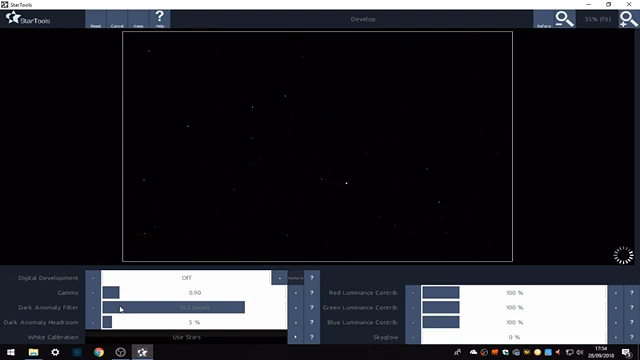 StarTools
StarTools
Reset
Cancel
Keep
? Help
Develop
35% (fit)
Digital Development - Off ?
Gamma - 0.90 + ?
Dark Anomaly Filter - pixels + ?
Dark Anomaly Headroom - 5 % + ?
White Calibration Use Stars ?
Red Luminance Contrib - 100 % + ?
Green Luminance Contrib - 100 % + ?
Blue Luminance Contrib - 100 % + ?
Skyglow - 0 % + ?
17:54
28/09/2018